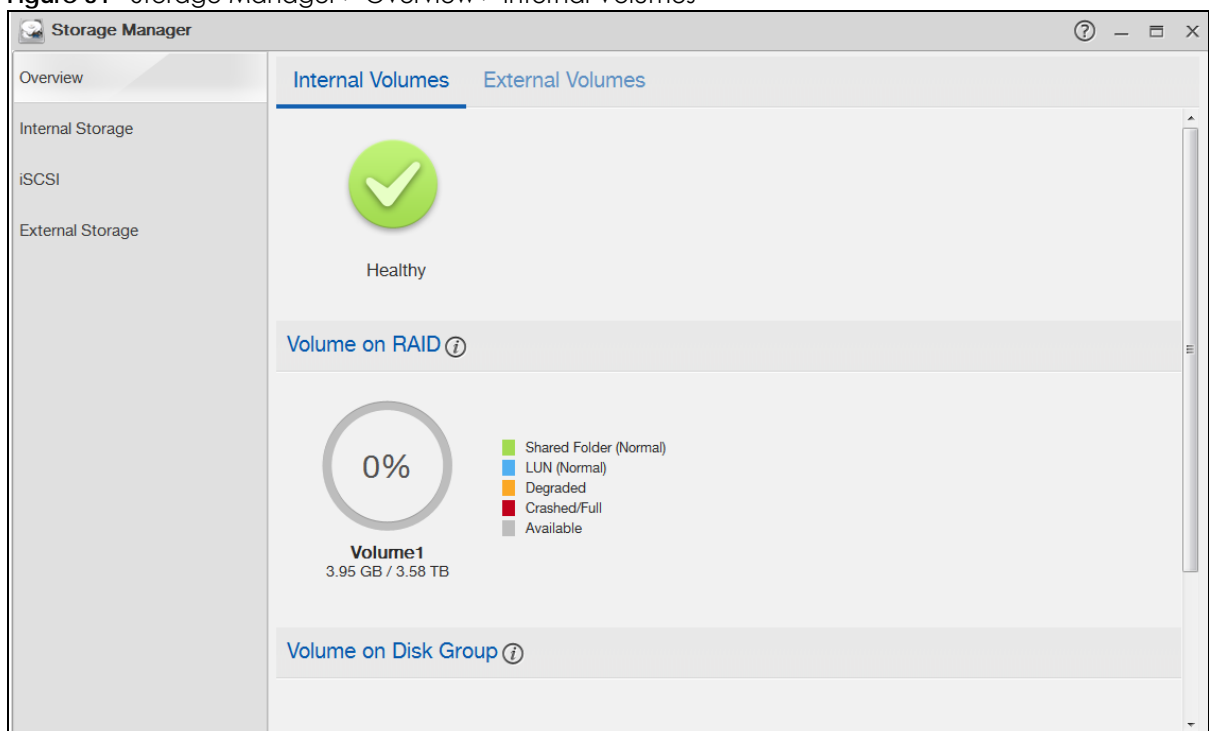 Storage Manager
Overview
Internal Storage
iSCSI
External Storage
Internal Volumes
External Volumes
Healthy
Volume on RAID
0%
Volume1
3.95 GB / 3.58 TB
Shared Folder (Normal)
LUN (Normal)
Degraded
Crashed/Full
Available
Volume on Disk Group